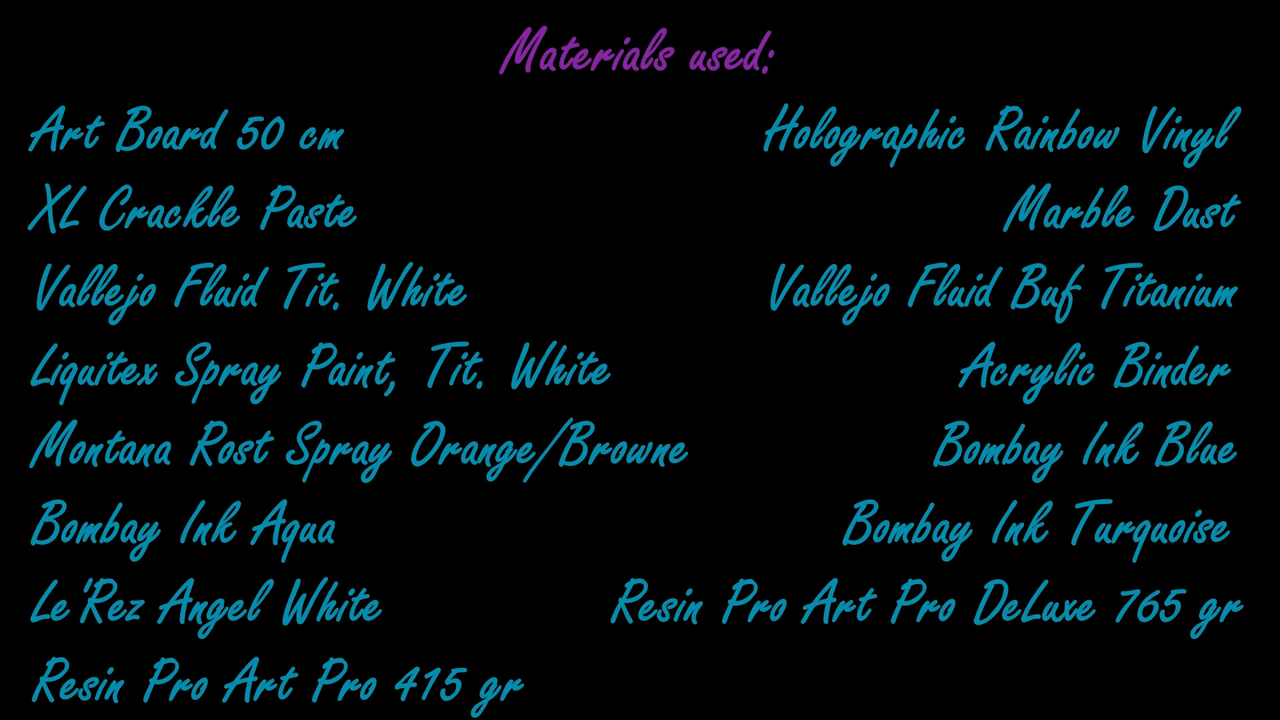 Materials used:
Art Board 50 cm
XL Crackle Paste
Vallejo Fluid Tit. White
Liquitex Spray Paint, Tit. White
Montana Rost Spray Orange/Browne
Bombay Ink Aqua
Le'Rez Angel White
Resin Pro Art Pro 415 gr
Holographic Rainbow Vinyl
Marble Dust
Vallejo Fluid Buf Titanium
Acrylic Binder
Bombay Ink Blue
Bombay Ink Turquoise
Resin Pro Art Pro DeLuxe 765 gr